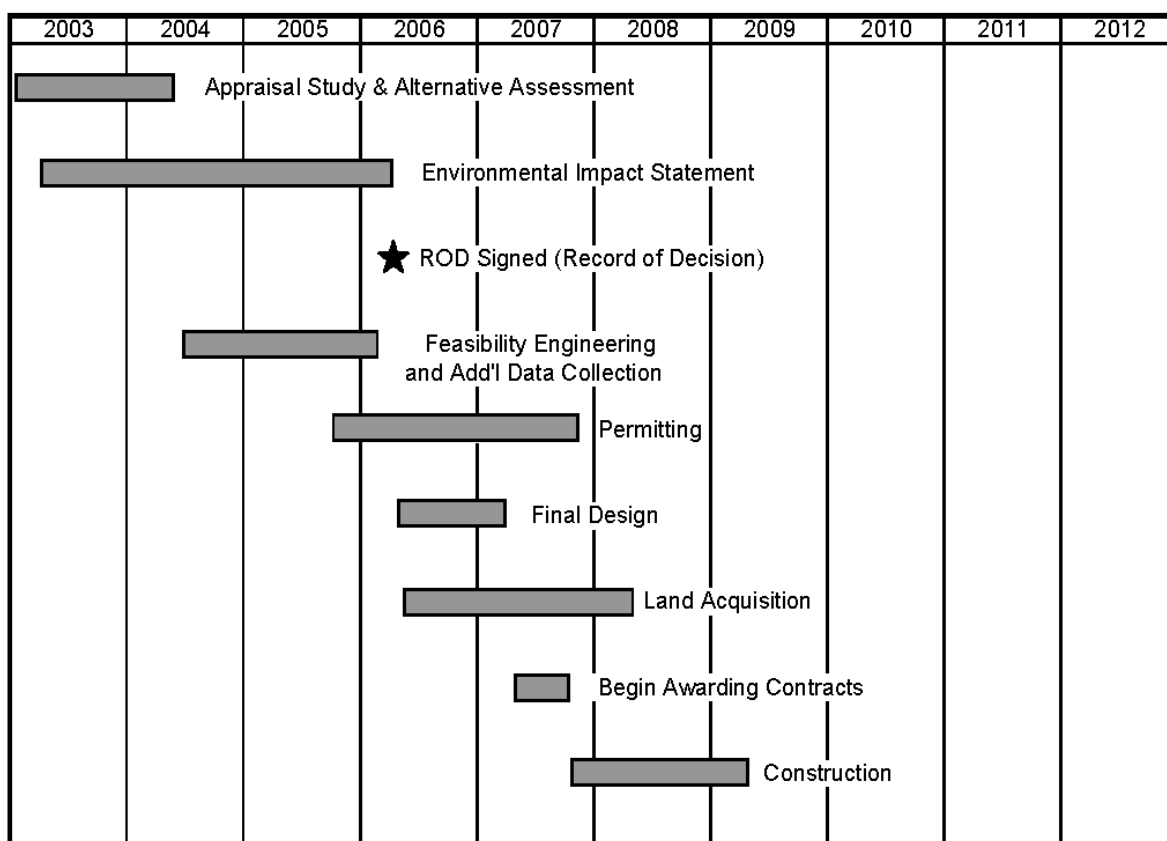 2003 2004 2005 2006 2007 2008 2009 2010 2011 2012
Appraisal Study & Alternative Assessment
Environmental Impact Statement
ROD Signed (Record of Decision)
Feasibility Engineering
and Add'l Data Collection
Permitting
Final Design
Land Acquisition
Begin Awarding Contracts
Construction